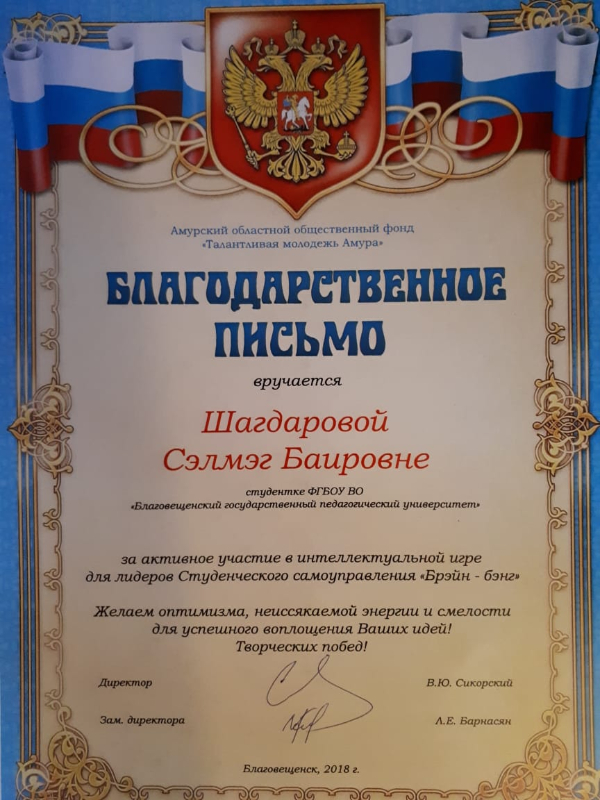 Амурский областной общественный фонд
«Талантливая молодежь Амура»
БЛАГОДАРСТВЕННОЕ
ПИСЬМО
вручается
Шагдаровой
Сэлмэг Баировне
студентке ФГБОУ ВО
«Благовещенский государственный педагогический университет»
за активное участие в интеллектуальной игре
для лидеров Студенческого самоуправления «Брэйн - бэнг»
Желаем оптимизма, неиссякаемой энергии и смелости
для успешного воплощения Ваших идей!
Творческих побед!
Директор В.Ю. Сикорский
Зам. директора Л.Е. Барнасян
Благовещенск, 2018 г.